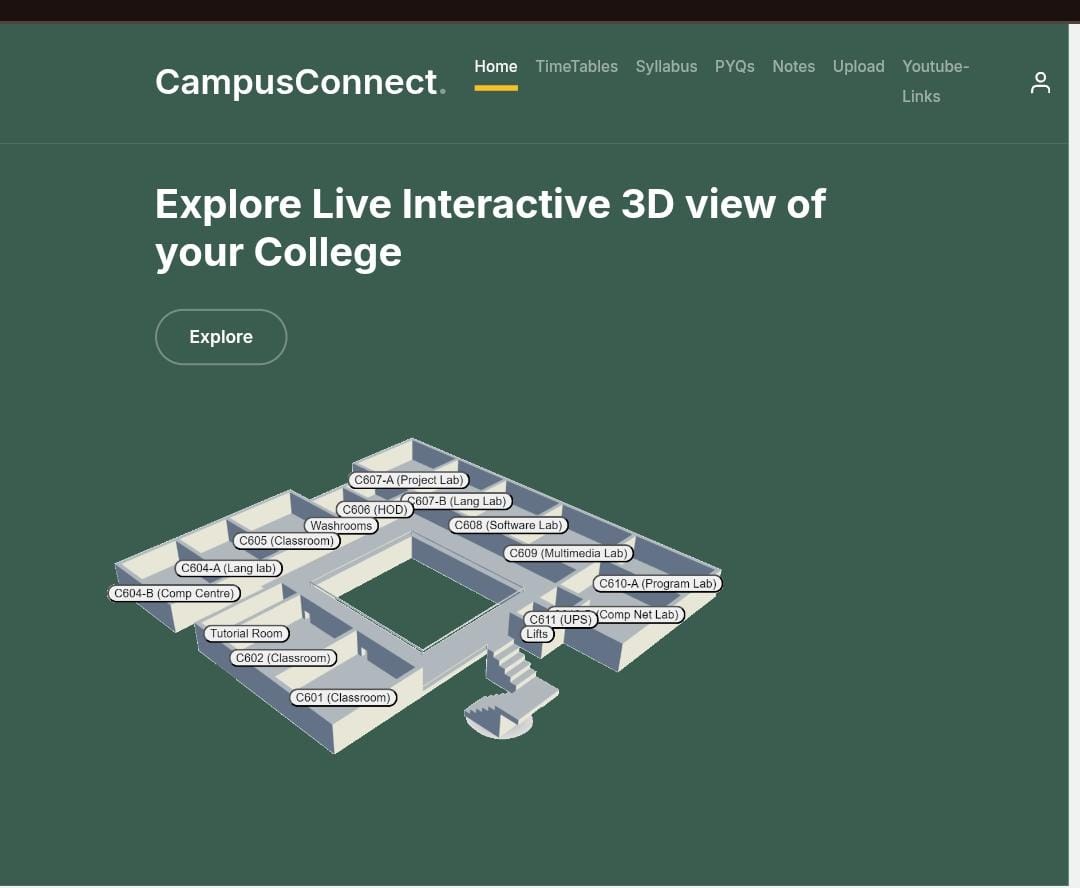 CampusConnect.
Home TimeTables Syllabus PYQs Notes Upload Youtube-
Links
Explore Live Interactive 3D view of
your College
Explore
C607-A (Project Lab)
C607-B (Lang Lab)
C606 (HOD)
Washrooms
C608 (Software Lab)
C605 (Classroom)
C609 (Multimedia Lab)
C604-A (Lang lab)
C610-A (Program Lab)
C604-B (Comp Centre)
(Comp Net Lab)
C611 (UPS)
Lifts
Tutorial Room
C602 (Classroom)
C601 (Classroom)